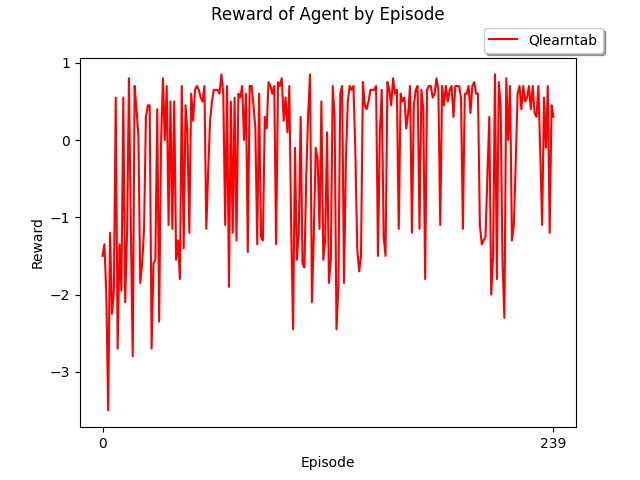 Reward of Agent by Episode
Qlearntab
1
0
−1
−2
−3
Reward
0
239
Episode